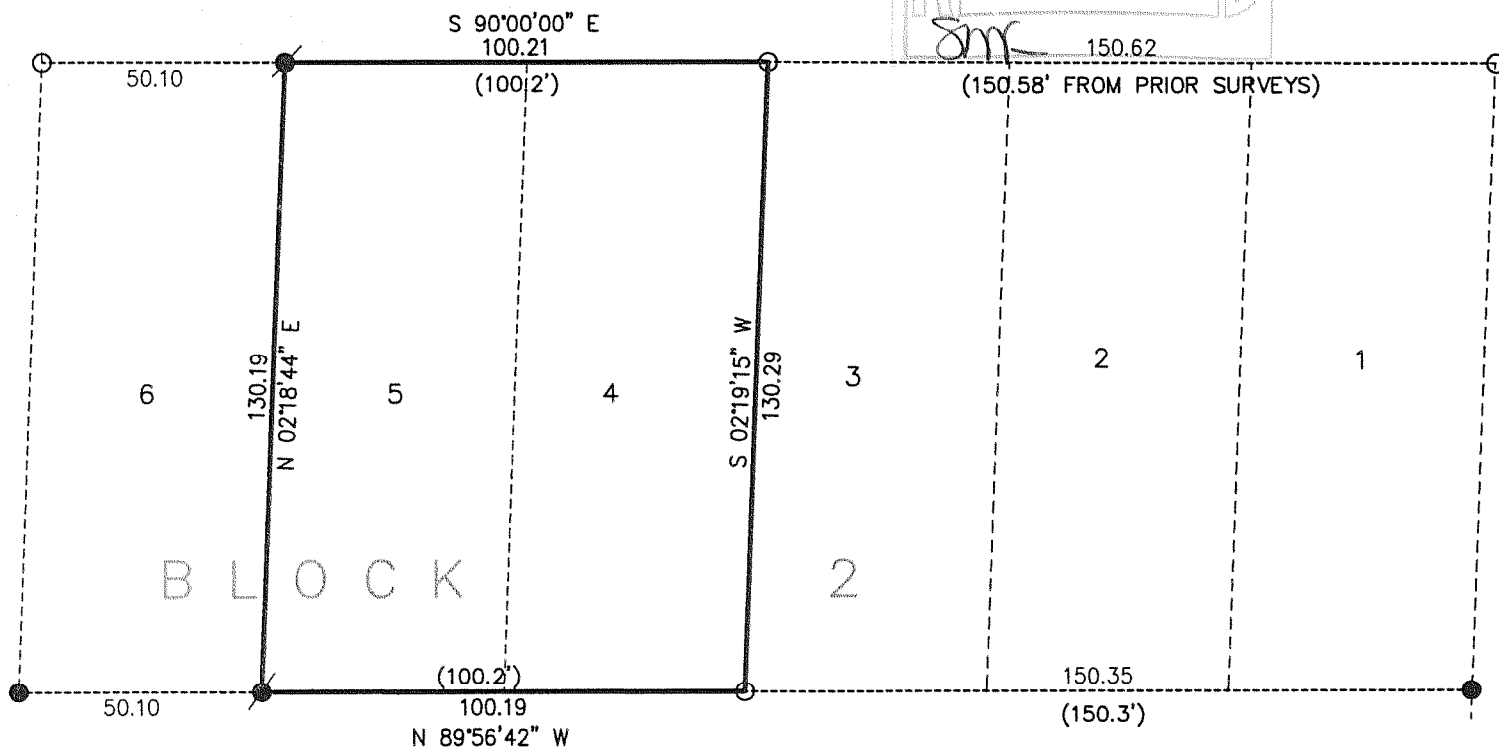 S 90°00'00" E
100.21
150.62
50.10
(100.2')
(150.58' FROM PRIOR SURVEYS)
130.19
N 02°18'44" E
S 02°19'15" W
130.29
6
5
4
3
2
1
BLOCK 2
(100.2')
150.35
50.10
100.19
(150.3')
N 89°56'42" W